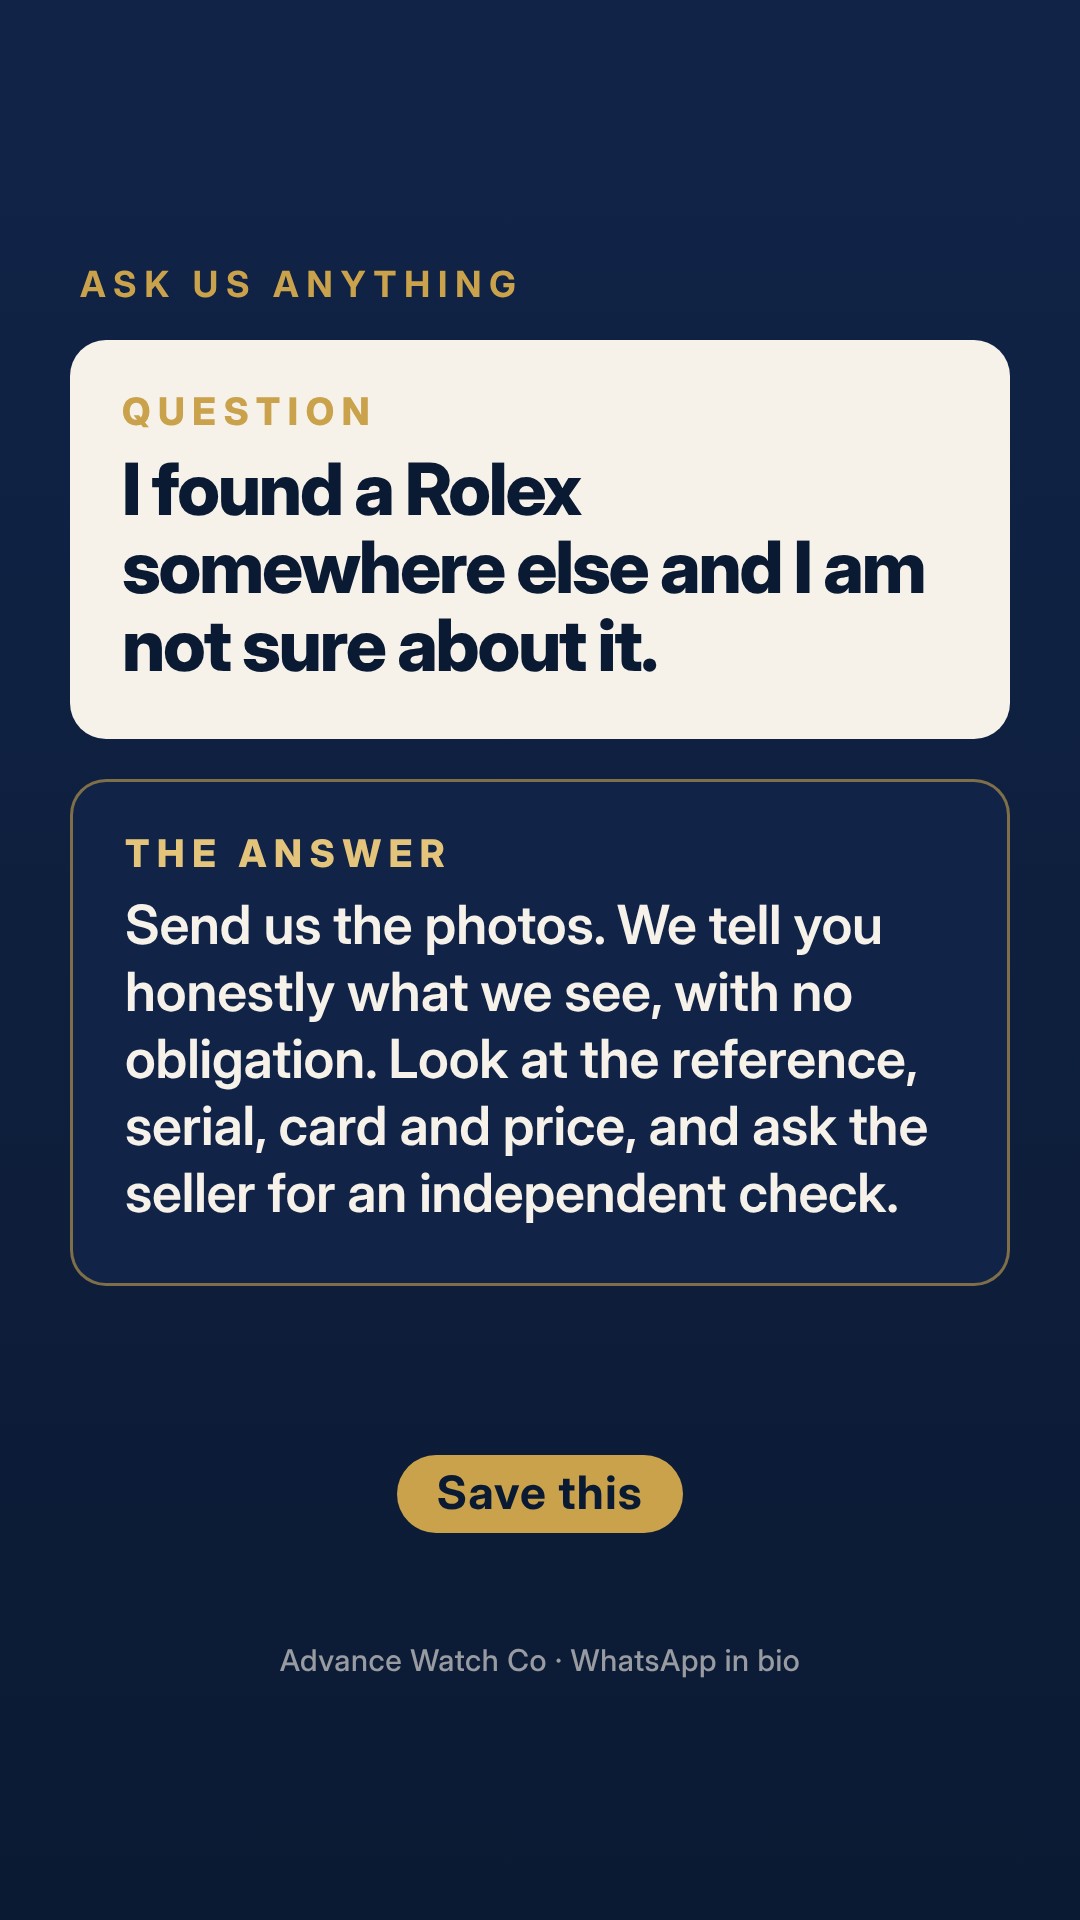 ASK US ANYTHING
QUESTION
I found a Rolex
somewhere else and I am
not sure about it.
THE ANSWER
Send us the photos. We tell you
honestly what we see, with no
obligation. Look at the reference,
serial, card and price, and ask the
seller for an independent check.
Save this
Advance Watch Co · WhatsApp in bio